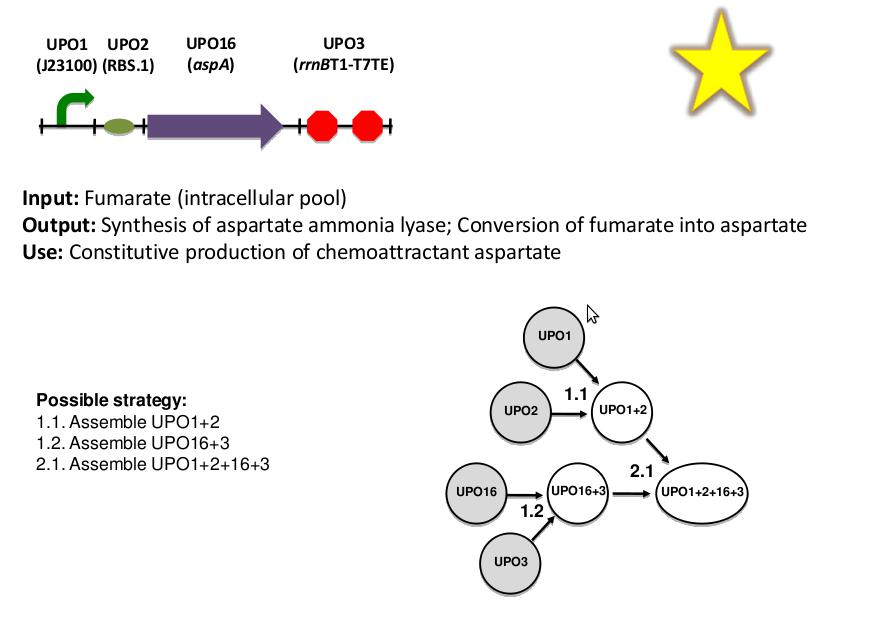 UPO1 UPO2 UPO16 UPO3
(J23100) (RBS.1) (aspA) (rrnBT1-T7TE)
Input: Fumarate (intracellular pool)
Output: Synthesis of aspartate ammonia lyase; Conversion of fumarate into aspartate
Use: Constitutive production of chemoattractant aspartate
Possible strategy:
1.1. Assemble UPO1+2
1.2. Assemble UPO16+3
2.1. Assemble UPO1+2+16+3
UPO1
1.1
UPO2
UPO1+2
2.1
UPO16
UPO16+3
UPO1+2+16+3
1.2
UPO3